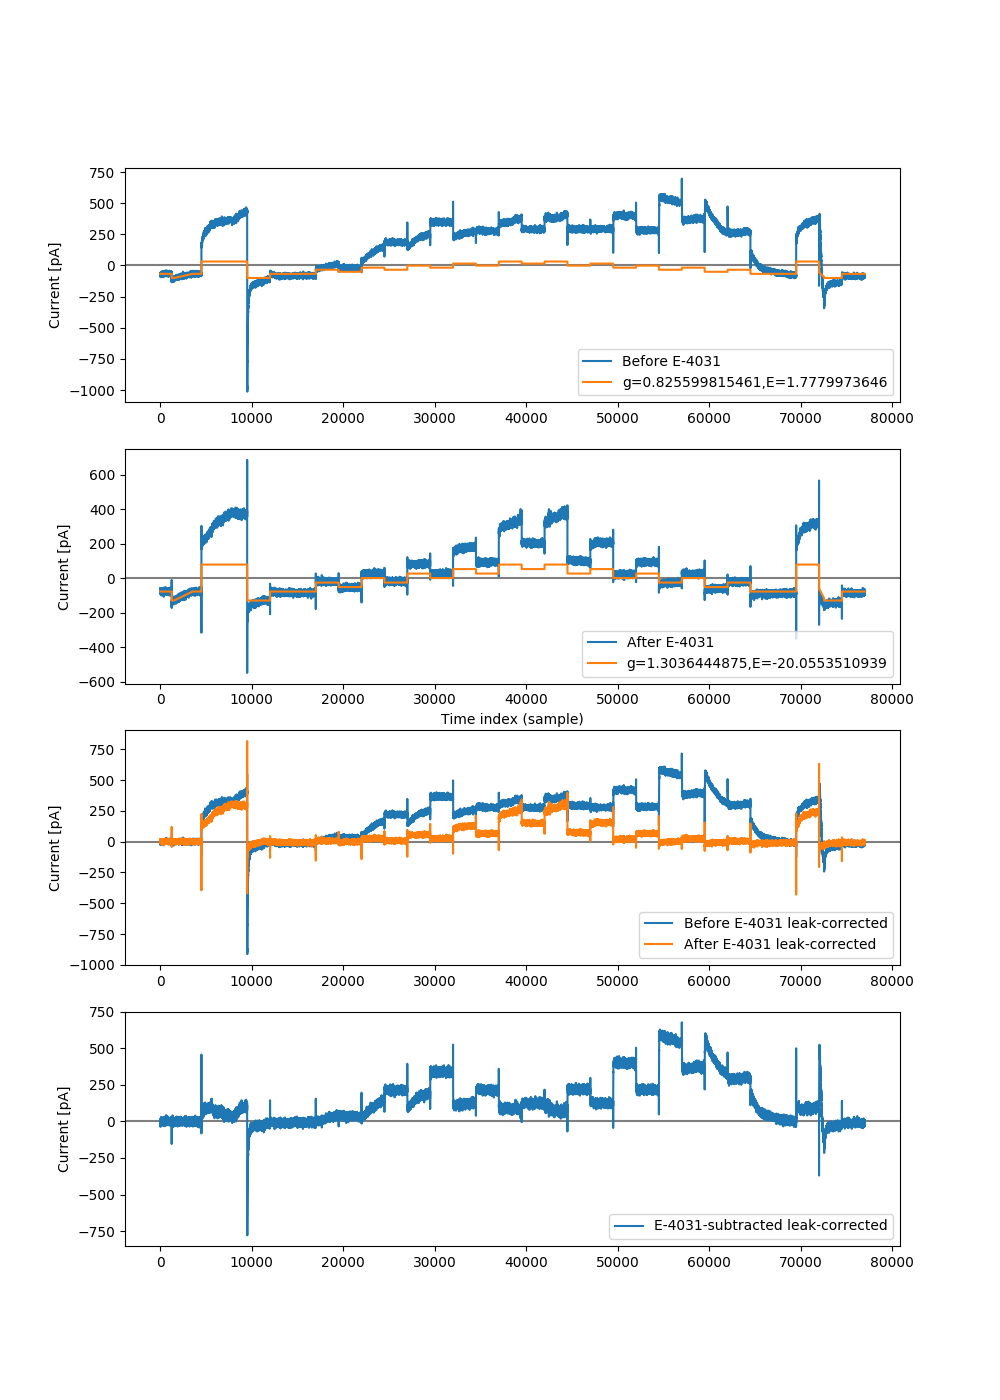 750
500
250
0
−250
−500
−750
−1000
Current [pA]
Before E-4031
g=0.825599815461,E=1.7779973646
0 10000 20000 30000 40000 50000 60000 70000 80000
600
400
200
0
−200
−400
−600
Current [pA]
After E-4031
g=1.3036444875,E=-20.0553510939
0 10000 20000 30000 40000 50000 60000 70000 80000
Time index (sample)
750
500
250
0
−250
−500
−750
−1000
Current [pA]
Before E-4031 leak-corrected
After E-4031 leak-corrected
0 10000 20000 30000 40000 50000 60000 70000 80000
750
500
250
0
−250
−500
−750
Current [pA]
E-4031-subtracted leak-corrected
0 10000 20000 30000 40000 50000 60000 70000 80000